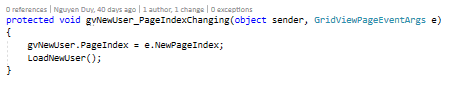 0 references | Nguyen Duy, 40 days ago | 1 author, 1 change | 0 exceptions
protected void gvNewUser_PageIndexChanging(object sender, GridViewPageEventArgs e)
{
    gvNewUser.PageIndex = e.NewPageIndex;
    LoadNewUser();
}